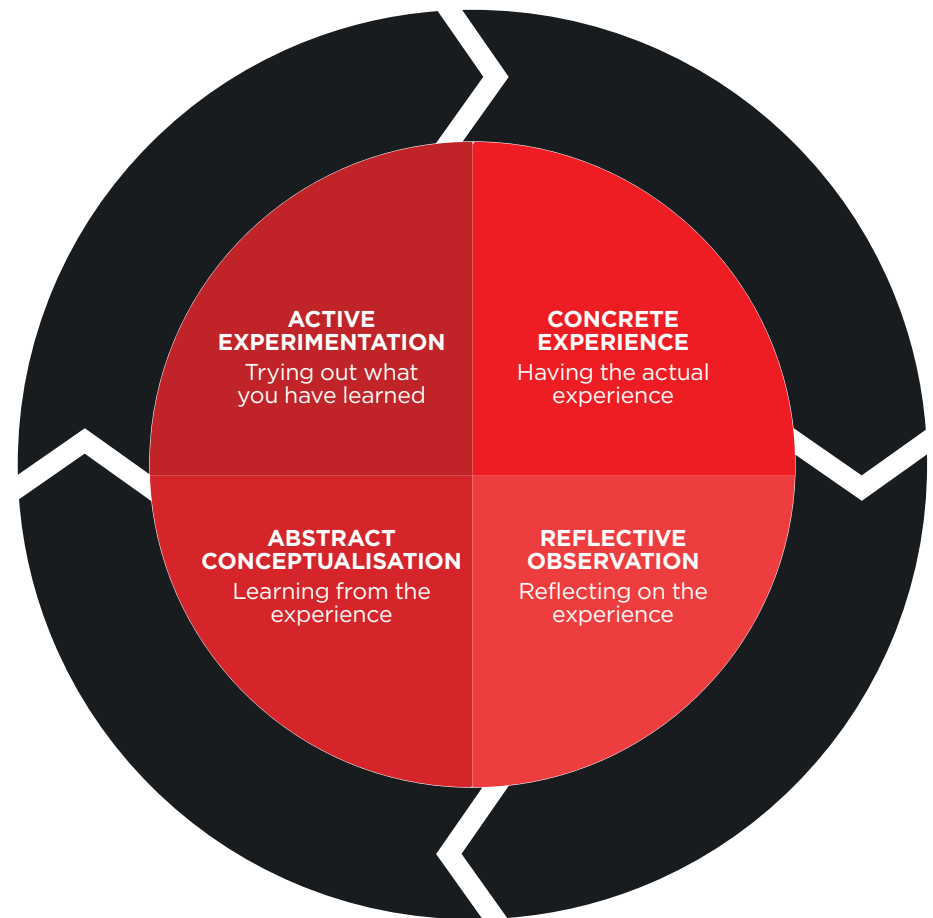 ACTIVE
EXPERIMENTATION
Trying out what
you have learned
CONCRETE
EXPERIENCE
Having the actual
experience
ABSTRACT
CONCEPTUALISATION
Learning from the
experience
REFLECTIVE
OBSERVATION
Reflecting on the
experience